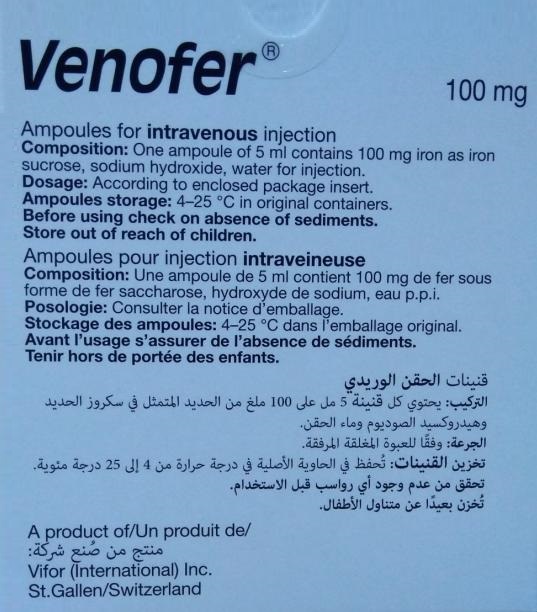 Venofer®
100 mg
Ampoules for intravenous injection
Composition: One ampoule of 5 ml contains 100 mg iron as iron
sucrose, sodium hydroxide, water for injection.
Dosage: According to enclosed package insert.
Ampoules storage: 4–25 °C in original containers.
Before using check on absence of sediments.
Store out of reach of children.
Ampoules pour injection intraveineuse
Composition: Une ampoule de 5 ml contient 100 mg de fer sous
forme de fer saccharose, hydroxyde de sodium, eau p.p.i.
Posologie: Consulter la notice d'emballage.
Stockage des ampoules: 4–25 °C dans l'emballage original.
Avant l'usage s'assurer de l'absence de sédiments.
Tenir hors de portée des enfants.
قنينات الحقن الوريدي
التركيب: يحتوي كل قنينة 5 مل على 100 ملغ من الحديد المتمثل في سكروز الحديد
وهيدروكسيد الصوديوم وماء الحقن.
الجرعة: وفقًا للعبوة المغلقة المرفقة.
تخزين القنينات: تُحفظ في الحاوية الأصلية في درجة حرارة من 4 إلى 25 درجة مئوية.
تحقق من عدم وجود أي رواسب قبل الاستخدام.
تُخزن بعيدًا عن متناول الأطفال.
A product of/Un produit de/
منتج من صُنع شركة:
Vifor (International) Inc.
St.Gallen/Switzerland